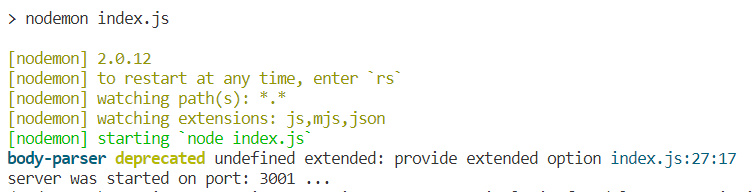 > nodemon index.js
[nodemon] 2.0.12
[nodemon] to restart at any time, enter `rs`
[nodemon] watching path(s): *.*
[nodemon] watching extensions: js,mjs,json
[nodemon] starting `node index.js`
body-parser deprecated undefined extended: provide extended option index.js:27:17
server was started on port: 3001 ...